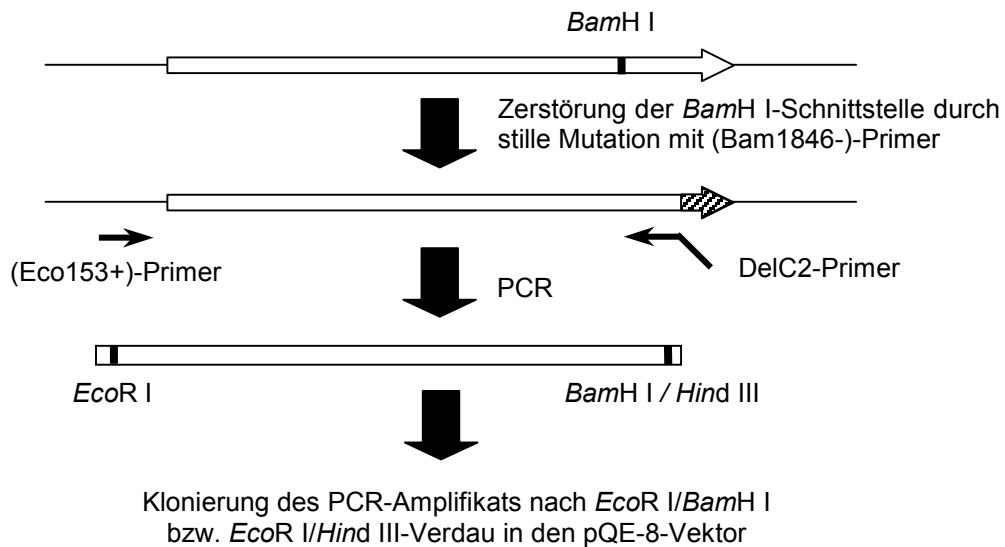 BamH I
Zerstörung der BamH I-Schnittstelle durch
stille Mutation mit (Bam1846-)-Primer
(Eco153+)-Primer
DelC2-Primer
PCR
EcoR I
BamH I / Hind III
Klonierung des PCR-Amplifikats nach EcoR I/BamH I
bzw. EcoR I/Hind III-Verdau in den pQE-8-Vektor